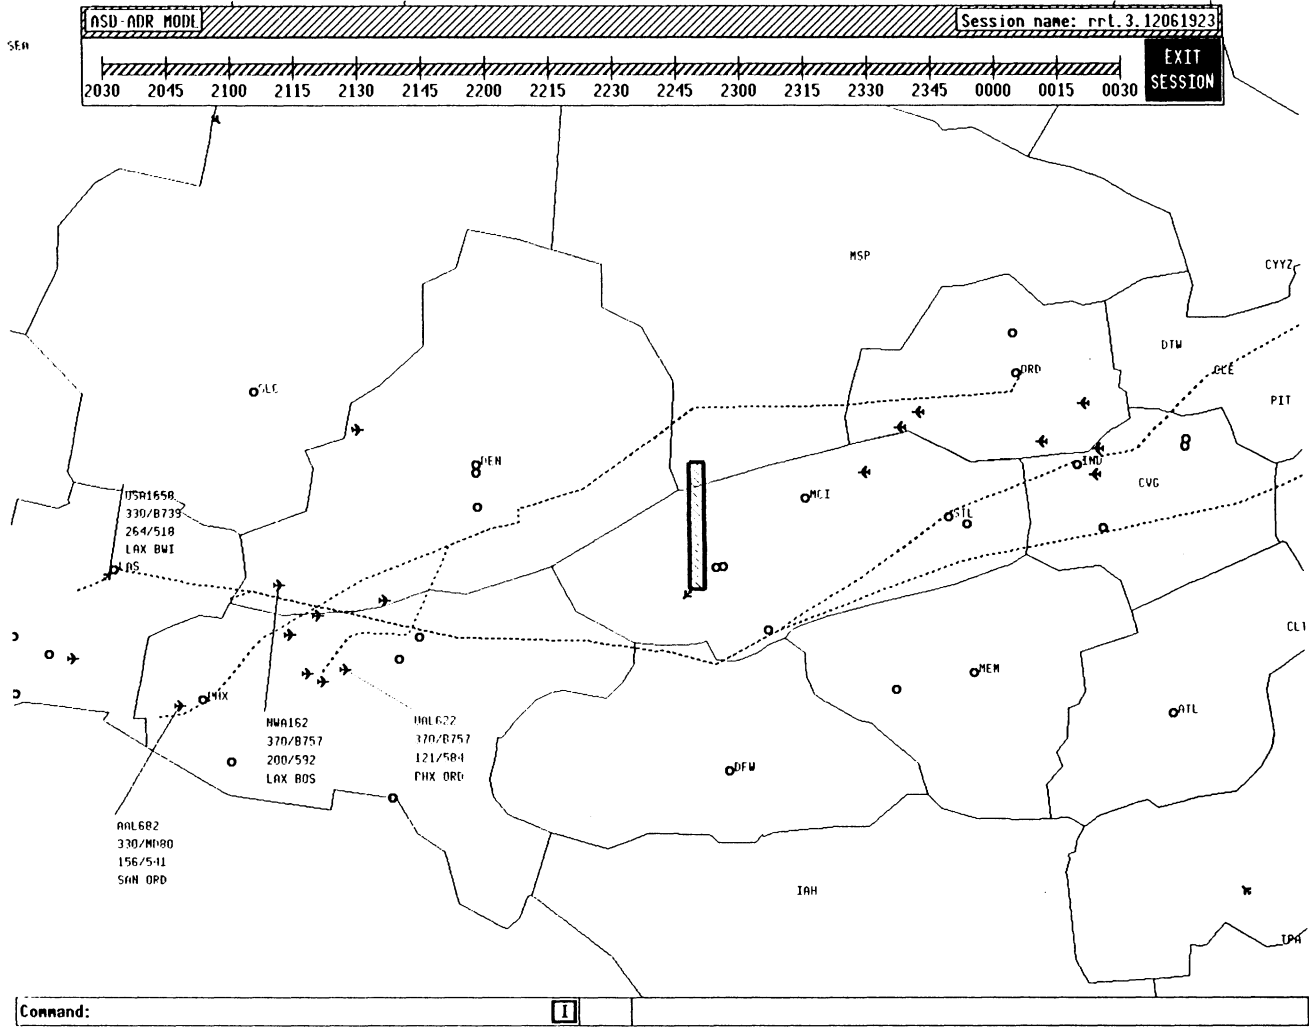 ASD-ADR MODE
Session name: rrt.3.12061923
EXIT
SESSION
2030 2045 2100 2115 2130 2145 2200 2215 2230 2245 2300 2315 2330 2345 0000 0015 0030
SEA
MSP
CYYZ
DTW
CLE
ORD
PIT
SLC
DEN
IND
CVG
MCI
STL
USA1658
330/B739
264/518
LAX BWI
LAS
CLT
MEM
PHX
ATL
NWA162
370/B757
200/592
LAX BOS
UAL622
370/B757
121/584
PHX ORD
DFW
AAL682
330/MD80
156/541
SAN ORD
IAH
TPA
Command:
I